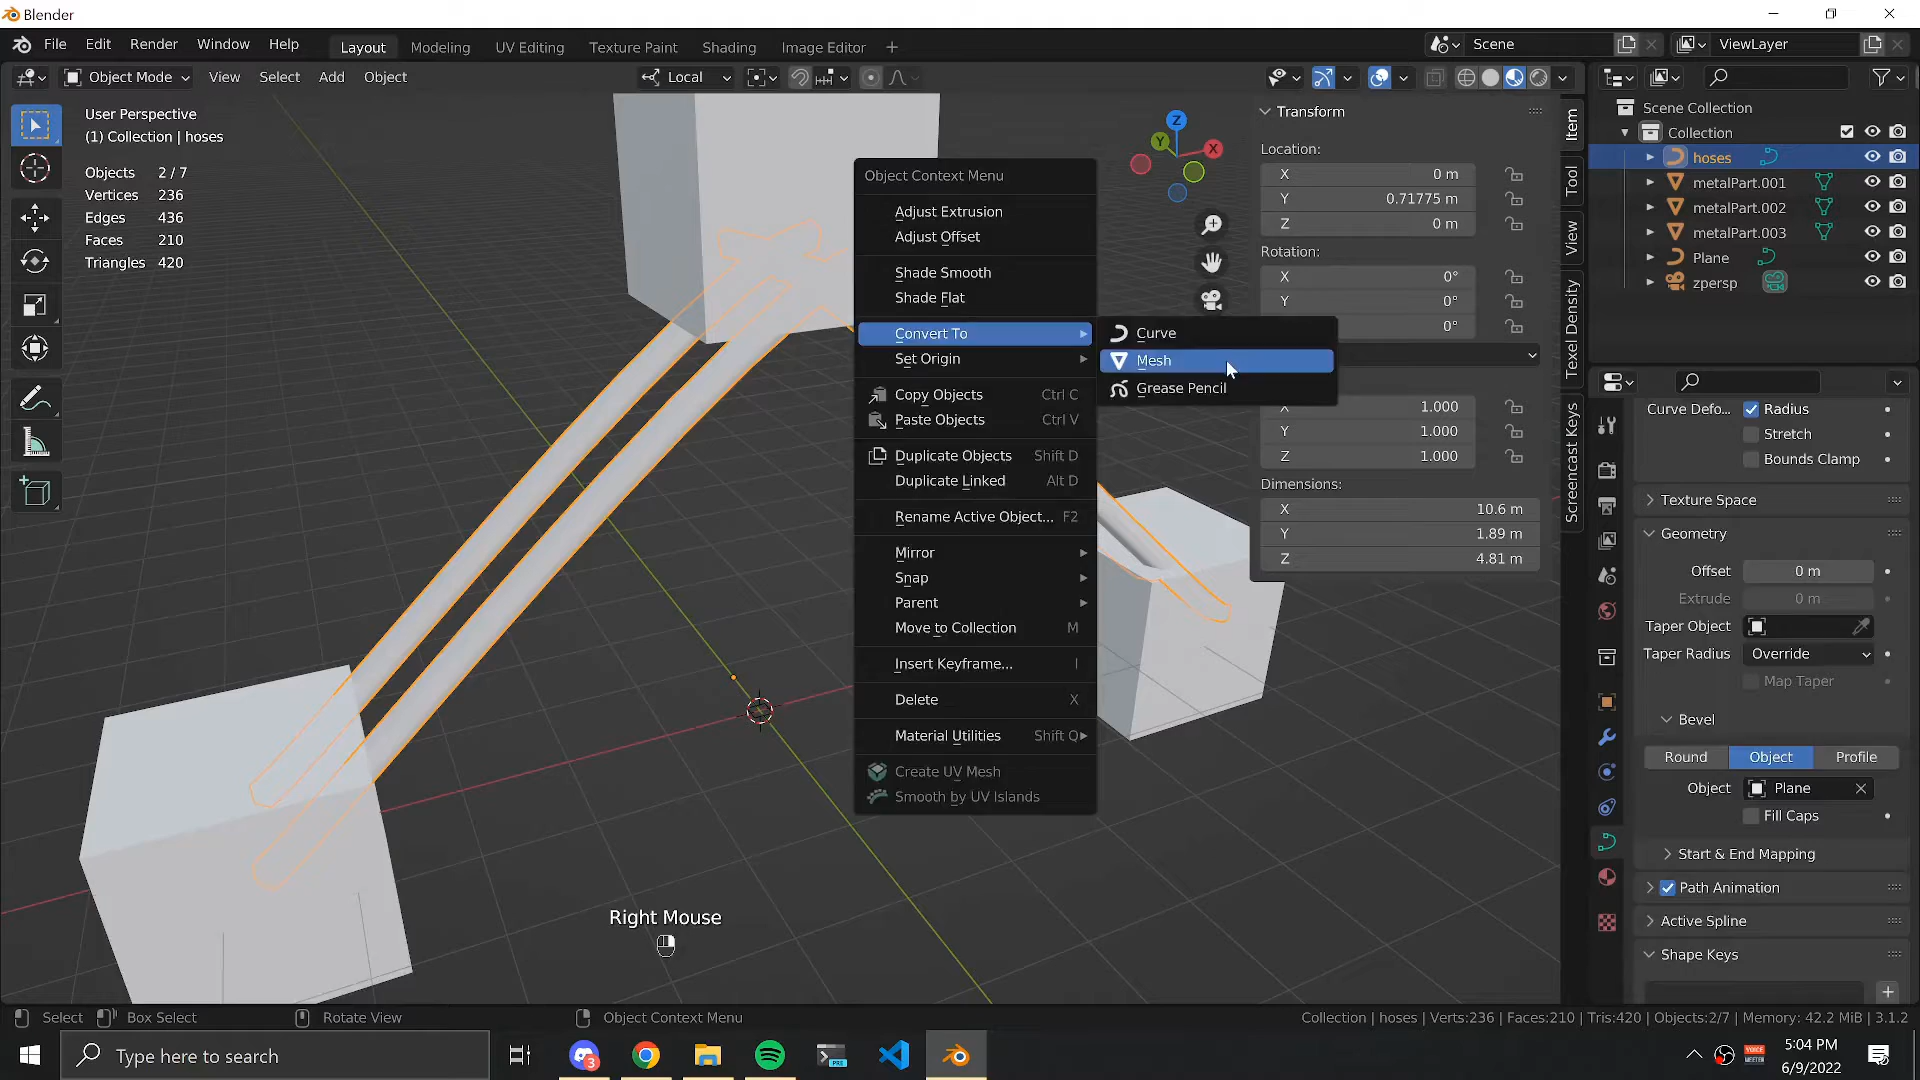 Blender
File Edit Render Window Help Layout Modeling UV Editing Texture Paint Shading Animation Compositor + Scene ViewLayer
Object Mode View Select Add Object Local
User Perspective
(1) Collection | hoses
Objects 2 / 7
Vertices 236
Edges 436
Faces 210
Triangles 420
Z
Y
X
Object Context Menu
Adjust Extrusion
Adjust Offset
Shade Smooth
Shade Flat
Convert To
Set Origin
Copy Objects Ctrl C
Paste Objects Ctrl V
Duplicate Objects Shift D
Duplicate Linked Alt D
Rename Active Object... F2
Mirror
Snap
Parent
Move to Collection M
Insert Keyframe... I
Delete X
Material Utilities Shift Q
Create UV Mesh
Smooth by UV Islands
Curve
Mesh
Grease Pencil
Transform
Location:
X 0 m
Y 0.71775 m
Z 0 m
Rotation:
X 0°
Y 0°
0°
X 1.000
Y 1.000
Z 1.000
Dimensions:
X 10.6 m
Y 1.89 m
Z 4.81 m
Item
Tool
View
Texel Density
Screencast Keys
Scene Collection
Collection
hoses
metalPart.001
metalPart.002
metalPart.003
Plane
zpersp
Curve Defo... Radius
Stretch
Bounds Clamp
Texture Space
Geometry
Offset 0 m
Extrude 0 m
Taper Object
Taper Radius Override
Map Taper
Bevel
Round Object Profile
Object Plane
Fill Caps
Start & End Mapping
Path Animation
Active Spline
Shape Keys
+
Right Mouse
Select Box Select Rotate View Object Context Menu Collection | hoses | Verts:236 | Faces:210 | Tris:420 | Objects:2/7 | Memory: 42.2 MiB | 3.1.2
Type here to search
3
PRE
5:04 PM
6/9/2022